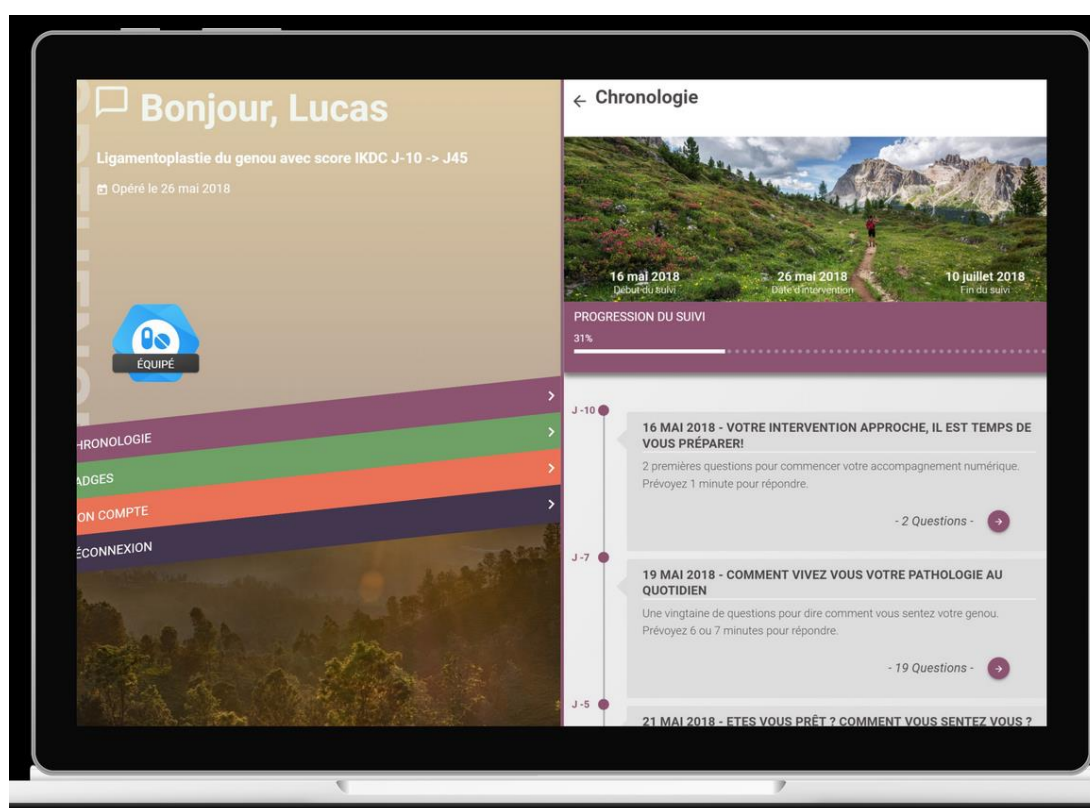 Bonjour, Lucas
Ligamentoplastie du genou avec score IKDC J-10 -> J45
Opéré le 26 mai 2018
ÉQUIPÉ
HRONOLOGIE
ADGES
ON COMPTE
ÉCONNEXION
← Chronologie
16 mai 2018
Début du suivi
26 mai 2018
Date d'intervention
10 juillet 2018
Fin du suivi
PROGRESSION DU SUIVI
31%
J -10
16 MAI 2018 - VOTRE INTERVENTION APPROCHE, IL EST TEMPS DE
VOUS PRÉPARER!
2 premières questions pour commencer votre accompagnement numérique.
Prévoyez 1 minute pour répondre.
- 2 Questions -
J -7
19 MAI 2018 - COMMENT VIVEZ VOUS VOTRE PATHOLOGIE AU
QUOTIDIEN
Une vingtaine de questions pour dire comment vous sentez votre genou.
Prévoyez 6 ou 7 minutes pour répondre.
- 19 Questions -
J -5
21 MAI 2018 - ETES VOUS PRÊT ? COMMENT VOUS SENTEZ VOUS ?